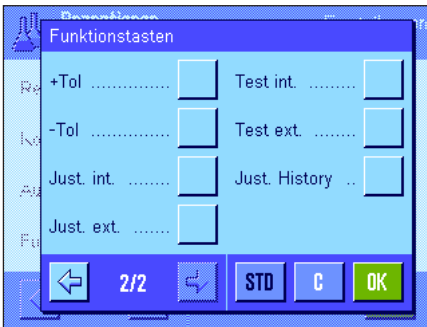 Funktionstasten
+Tol ..............
-Tol ..............
Just. int. ........
Just. ext. .......
Test int. .......
Test ext. .........
Just. History ..
2/2
STD
C
OK